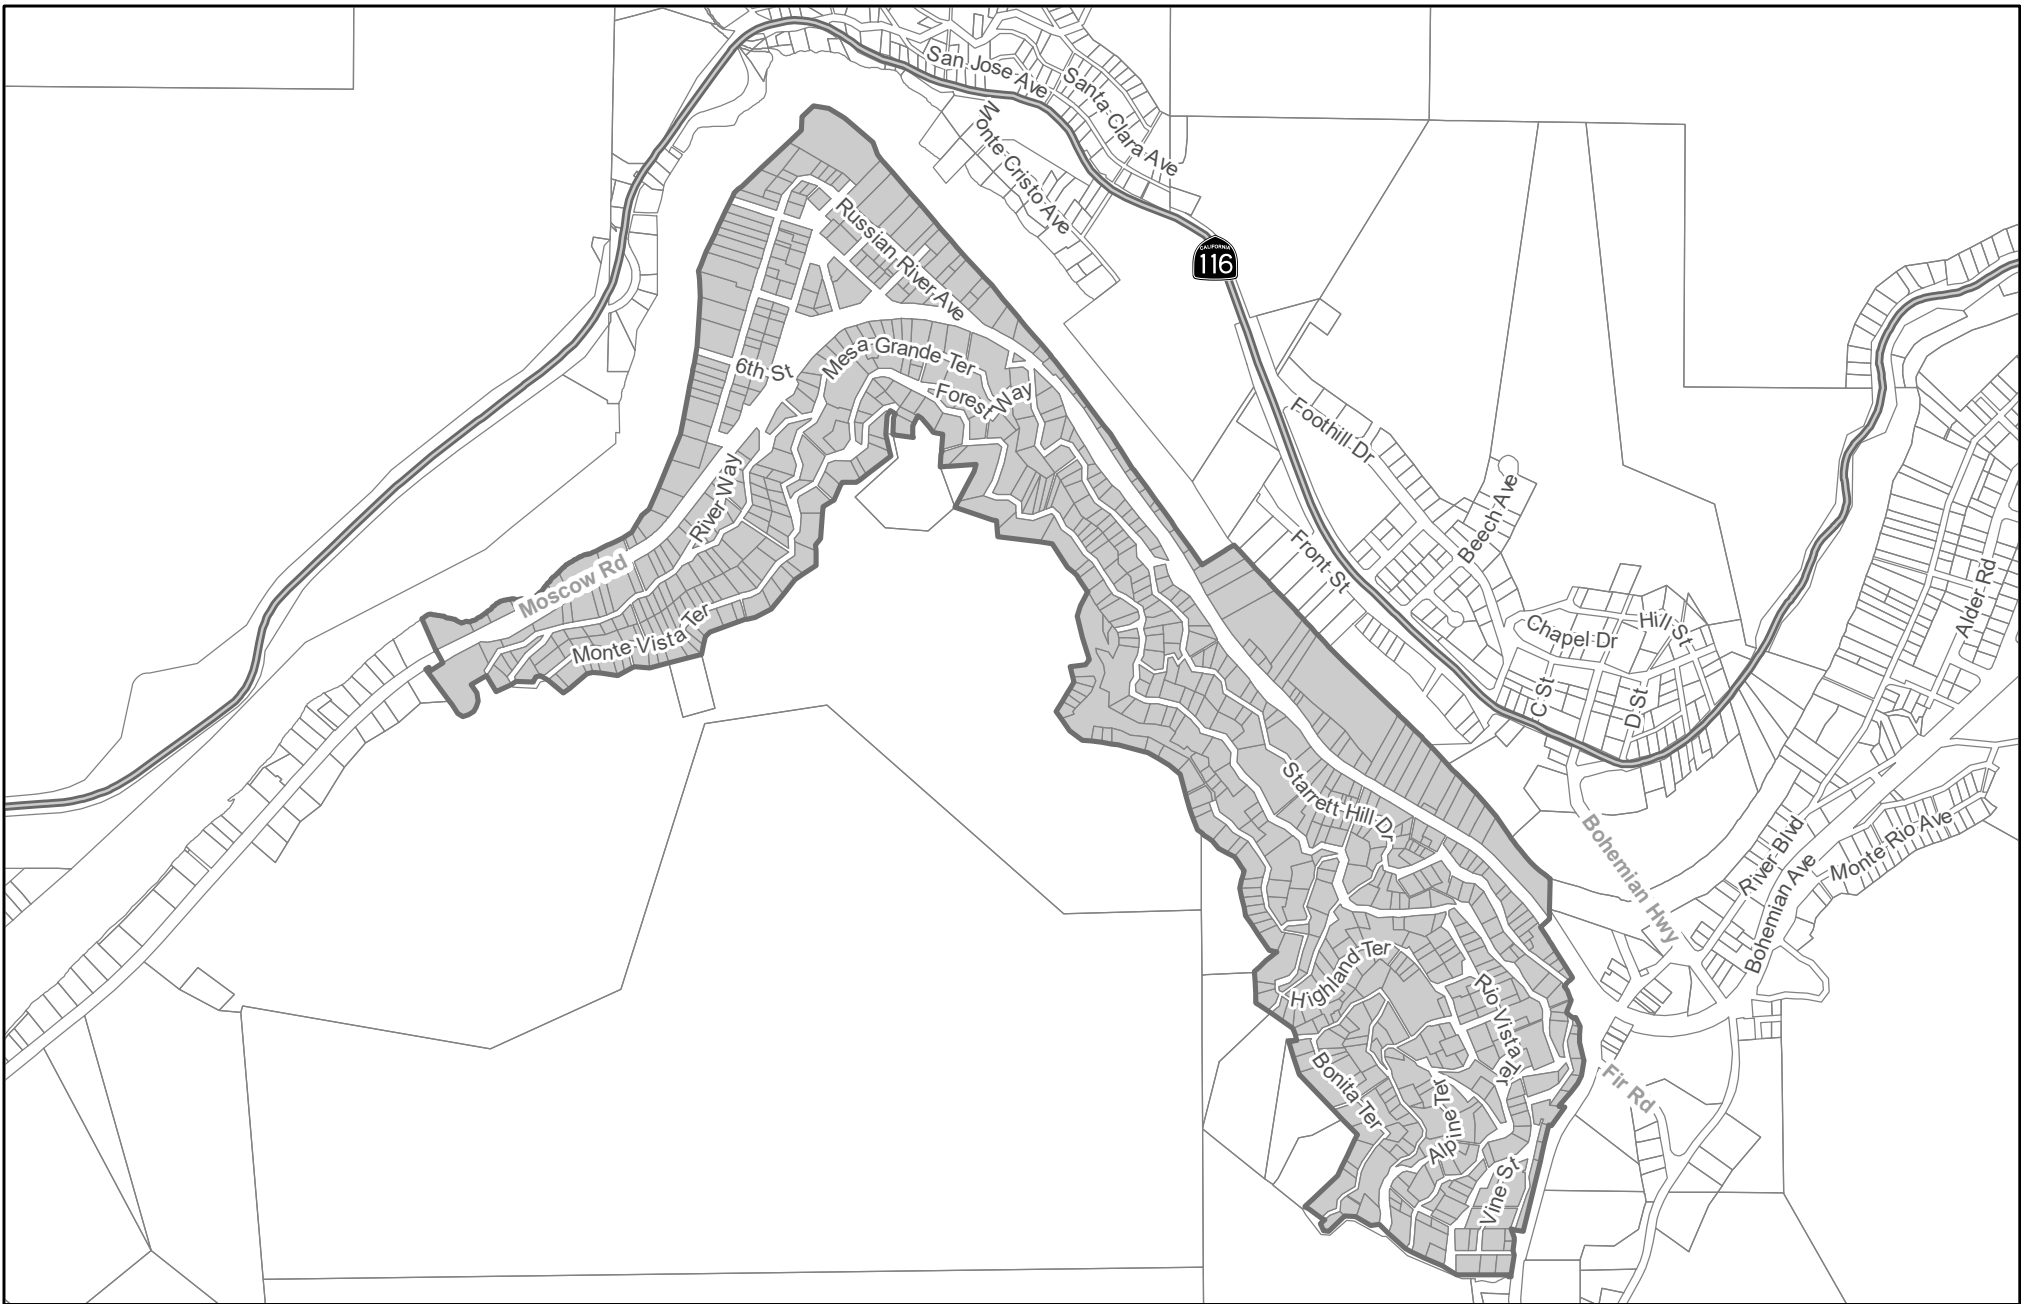 San Jose Ave
Santa Clara Ave
Monte Cristo Ave
Russian River Ave
CALIFORNIA
116
Mesa Grande Ter
6th St
Forest Way
Foothill Dr
Beech Ave
River Way
Front St
Moscow Rd
Alder Rd
Monte Vista Ter
Chapel Dr
Hill St
C St
D St
Starrett Hill Dr
Bohemian Hwy
River Blvd
Monte Rio Ave
Bohemian Ave
Highland Ter
Rio Vista Ter
Bonita Ter
Fir Rd
Alpine Ter
Vine St